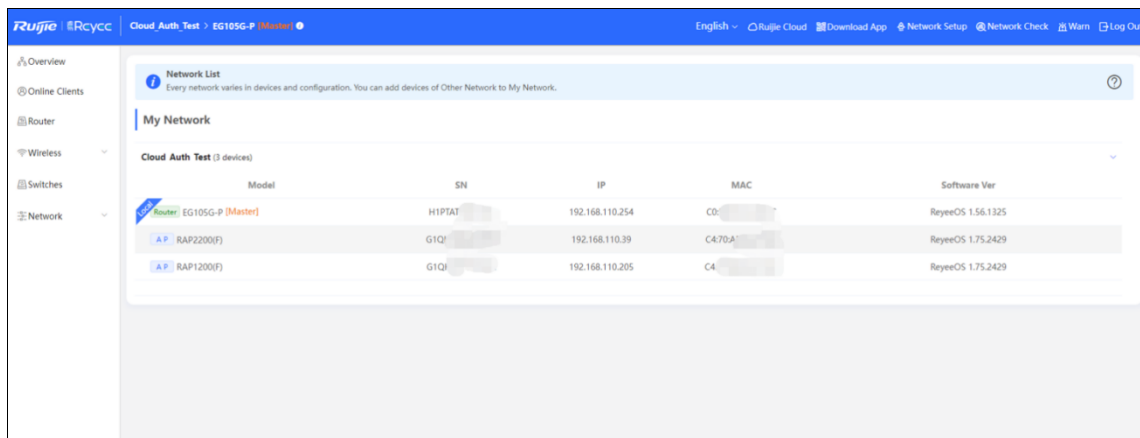 Ruijie Rcycc Cloud_Auth_Test > EG105G-P [Master] English Ruijie Cloud Download App Network Setup Network Check Warn Log Ou
Overview
Online Clients
Router
Wireless
Switches
Network
Network List
Every network varies in devices and configuration. You can add devices of Other Network to My Network.
My Network
Cloud Auth Test (3 devices)
Model SN IP MAC Software Ver
Local Router EG105G-P [Master] H1PTAT 192.168.110.254 C0: ReyeeOS 1.56.1325
AP RAP2200(F) 192.168.110.39 C4:70:A ReyeeOS 1.75.2429
AP RAP1200(F) 192.168.110.205 C4 ReyeeOS 1.75.2429